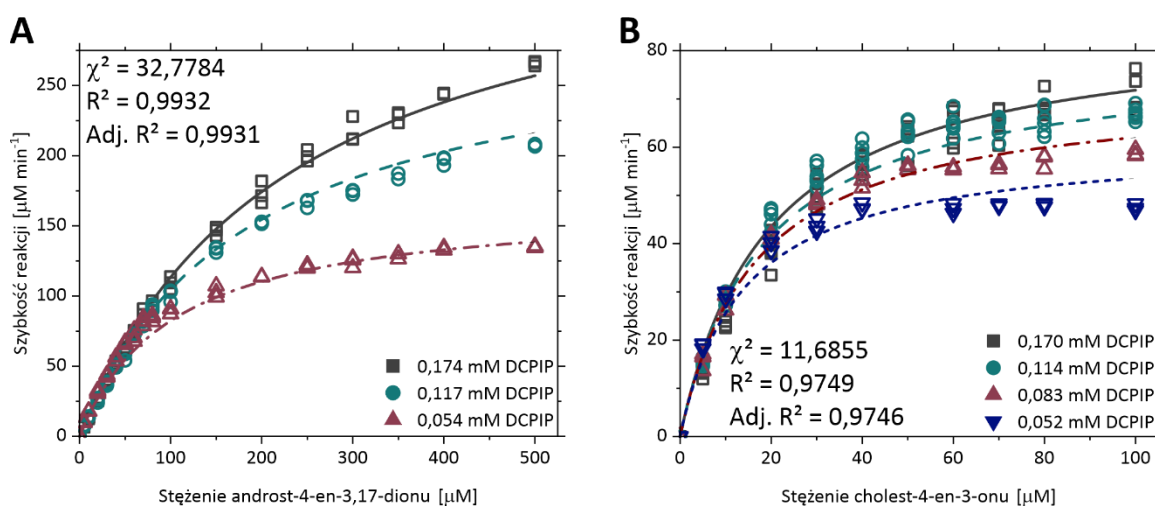 A
χ² = 32,7784
R² = 0,9932
Adj. R² = 0,9931
250
200
150
100
50
0
Szybkość reakcji [µM min⁻¹]
0,174 mM DCPIP
0,117 mM DCPIP
0,054 mM DCPIP
0 100 200 300 400 500
Stężenie androst-4-en-3,17-dionu [µM]
B
80
60
40
20
0
Szybkość reakcji [µM min⁻¹]
χ² = 11,6855
R² = 0,9749
Adj. R² = 0,9746
0,170 mM DCPIP
0,114 mM DCPIP
0,083 mM DCPIP
0,052 mM DCPIP
0 20 40 60 80 100
Stężenie cholest-4-en-3-onu [µM]